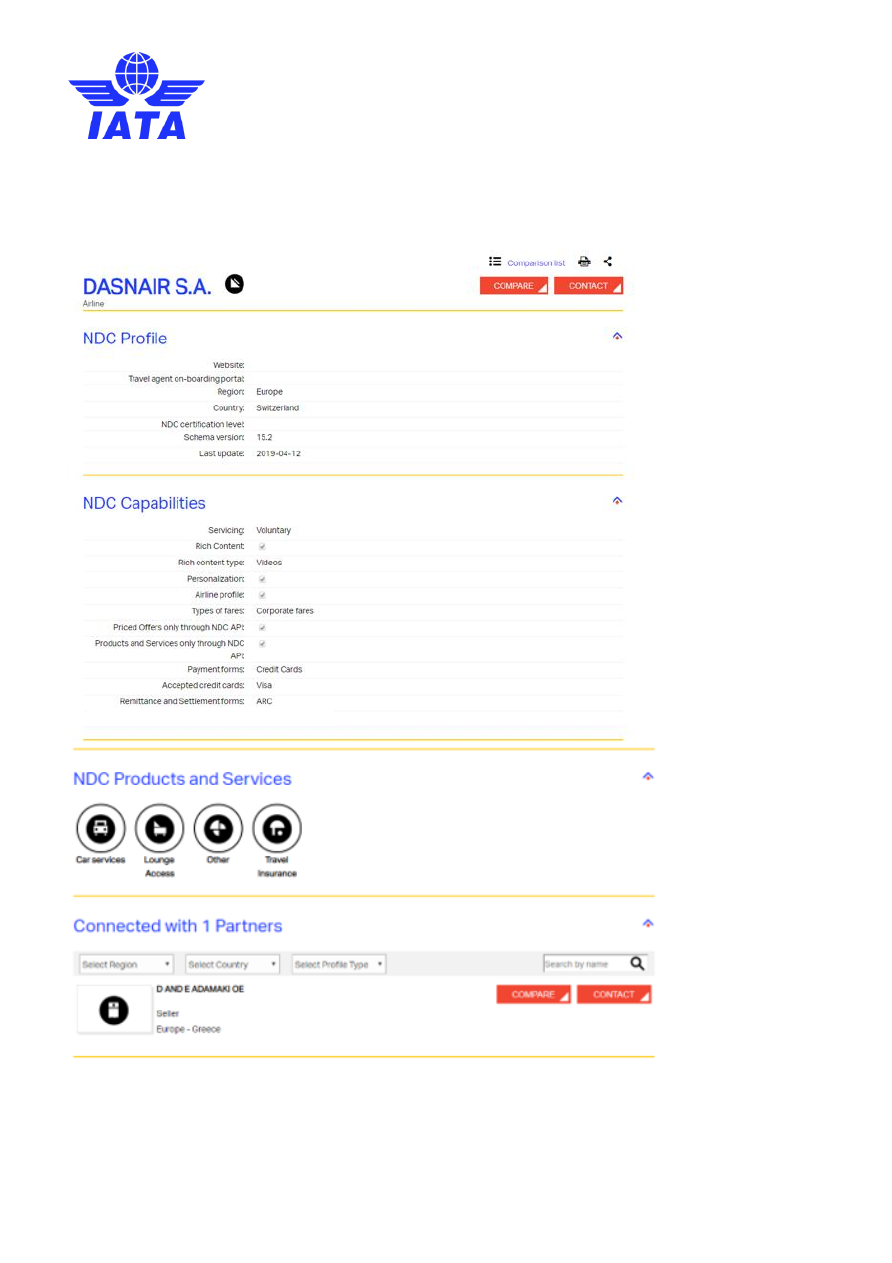 IATA
Comparison list
DASNAIR S.A.
COMPARE CONTACT
Airline
NDC Profile
Website:
Travel agent on-boarding portal:
Region: Europe
Country: Switzerland
NDC certification level:
Schema version: 15.2
Last update: 2019-04-12
NDC Capabilities
Servicing: Voluntary
Rich Content:
Rich content type: Videos
Personalization:
Airline profile:
Types of fares: Corporate fares
Priced Offers only through NDC API:
Products and Services only through NDC
API:
Payment forms: Credit Cards
Accepted credit cards: Visa
Remittance and Settlement forms: ARC
NDC Products and Services
Car services Lounge Other Travel
Access Insurance
Connected with 1 Partners
Select Region Select Country Select Profile Type Search by name
D AND E ADAMAKI OE
COMPARE CONTACT
Seller
Europe - Greece